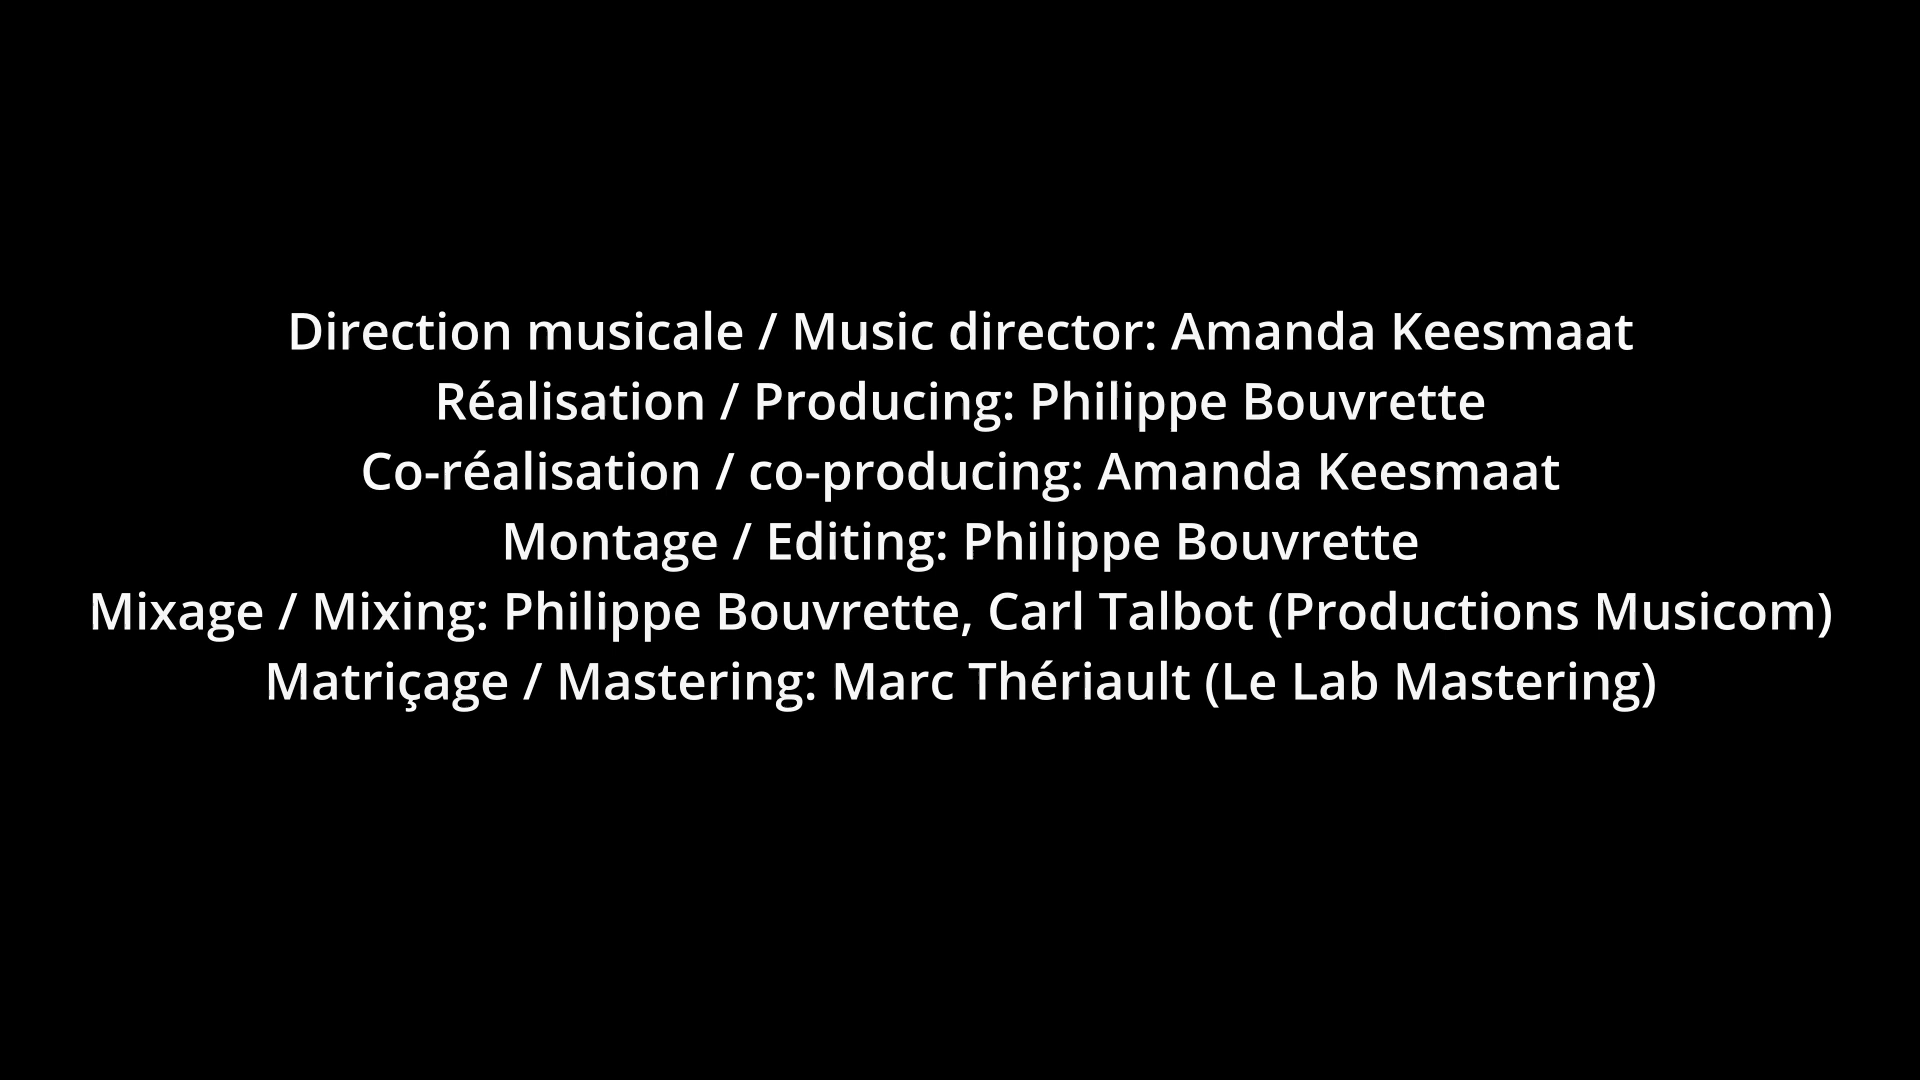 Direction musicale / Music director: Amanda Keesmaat
Réalisation / Producing: Philippe Bouvrette
Co-réalisation / co-producing: Amanda Keesmaat
Montage / Editing: Philippe Bouvrette
Mixage / Mixing: Philippe Bouvrette, Carl Talbot (Productions Musicom)
Matriçage / Mastering: Marc Thériault (Le Lab Mastering)